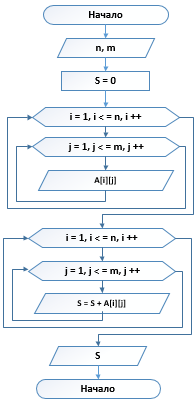 Начало
n, m
S = 0
i = 1, i < = n, i ++
j = 1, j < = m, j ++
A[i][j]
i = 1, i < = n, i ++
j = 1, j < = m, j ++
S = S + A[i][j]
S
Начало